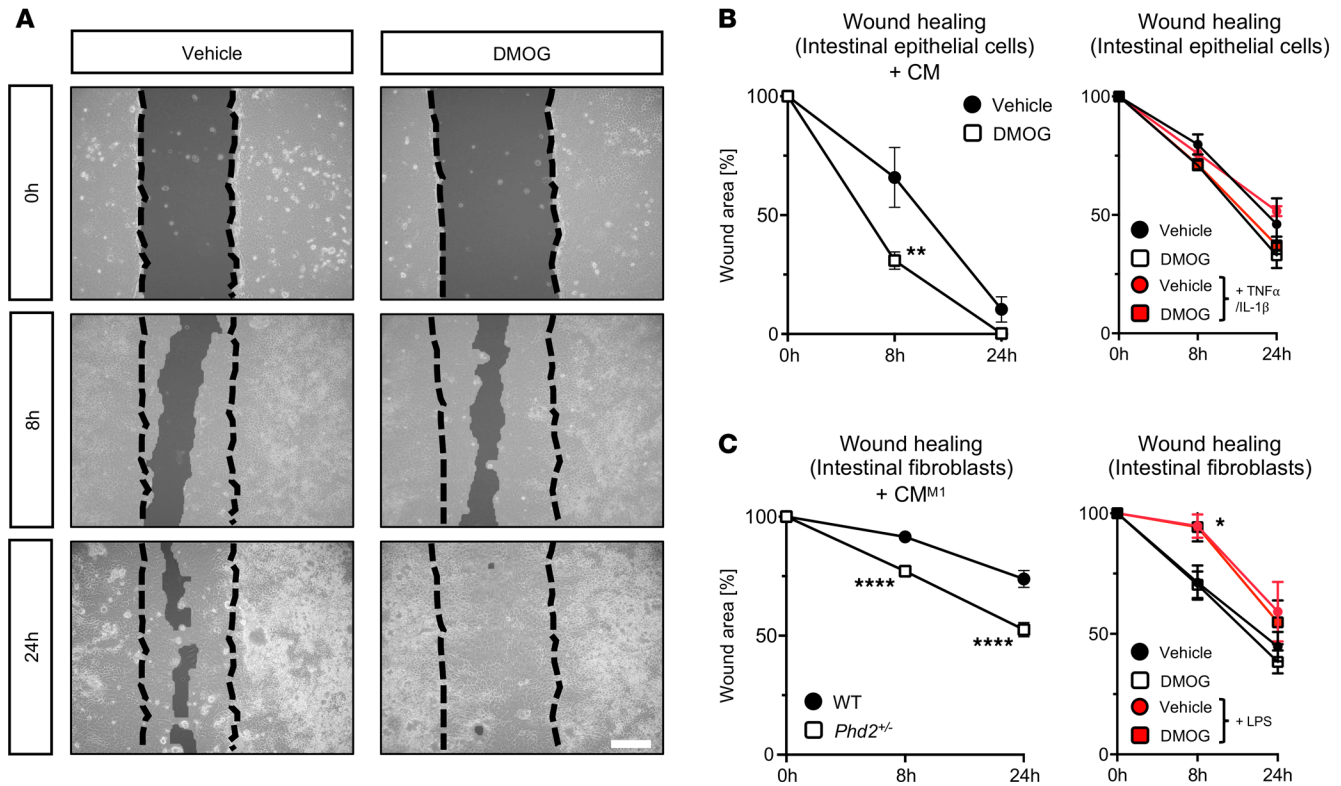 A
Vehicle
DMOG
0h
8h
24h
B
Wound healing
(Intestinal epithelial cells)
+ CM
Wound area [%]
100
50
0
0h
8h
24h
Vehicle
DMOG
**
Wound healing
(Intestinal epithelial cells)
100
50
0
0h
8h
24h
Vehicle
DMOG
Vehicle
DMOG
+ TNFα
/IL-1β
C
Wound healing
(Intestinal fibroblasts)
+ CMᴹ¹
Wound area [%]
100
50
0
0h
8h
24h
****
****
WT
Phd2⁺/⁻
Wound healing
(Intestinal fibroblasts)
100
50
0
0h
8h
24h
*
Vehicle
DMOG
Vehicle
DMOG
+ LPS